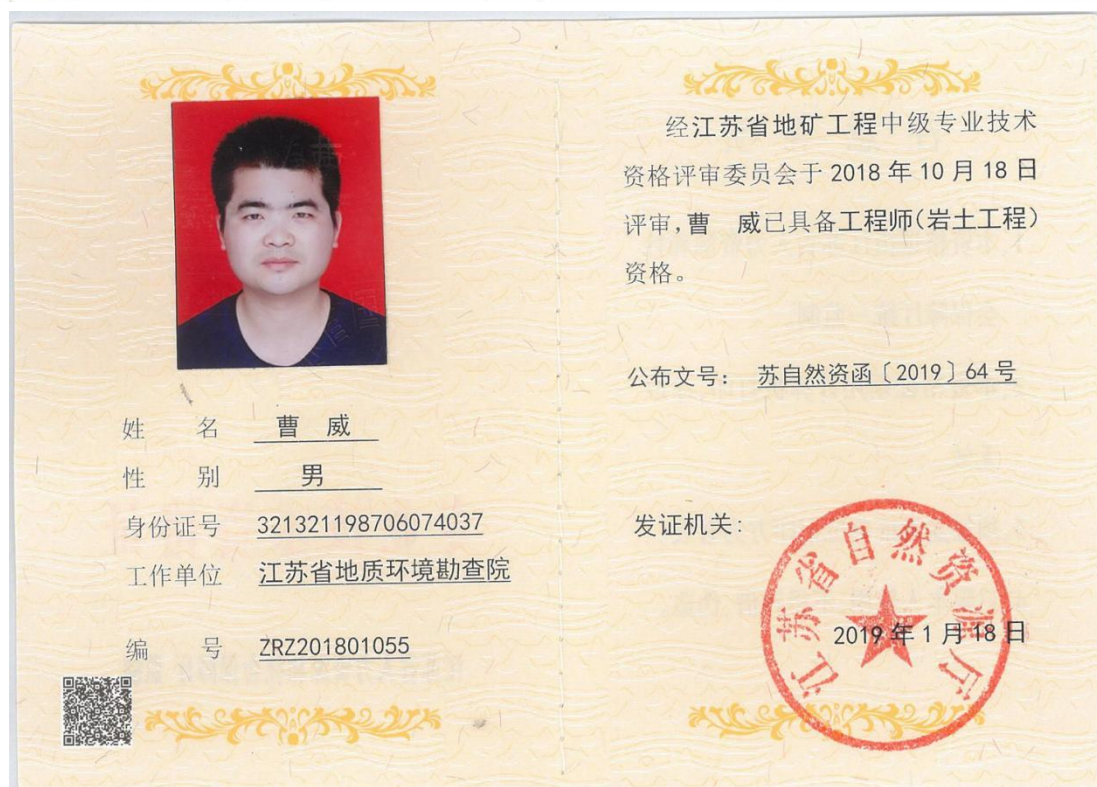 姓 名 曹 威
性 别 男
身份证号 321321198706074037
工作单位 江苏省地质环境勘查院
编 号 ZRZ201801055
经江苏省地矿工程中级专业技术
资格评审委员会于 2018 年 10 月 18 日
评审,曹 威已具备工程师(岩土工程)
资格。
公布文号: 苏自然资函〔2019〕64 号
发证机关:
江苏省自然资源厅
2019 年 1 月 18 日